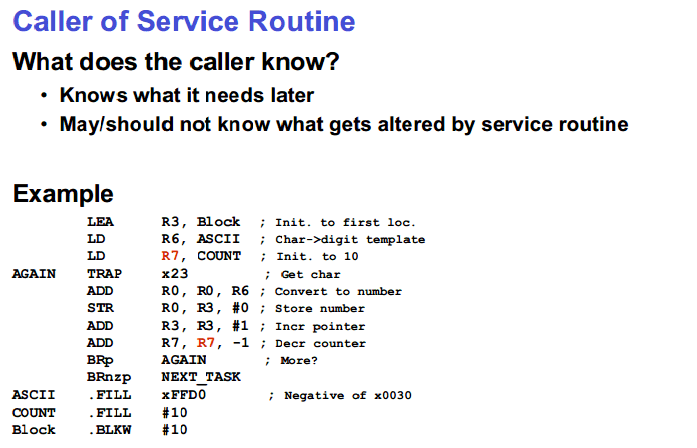 Caller of Service Routine
What does the caller know?
• Knows what it needs later
• May/should not know what gets altered by service routine
Example
LEA R3, Block ; Init. to first loc.
LD R6, ASCII ; Char->digit template
LD R7, COUNT ; Init. to 10
AGAIN TRAP x23 ; Get char
ADD R0, R0, R6 ; Convert to number
STR R0, R3, #0 ; Store number
ADD R3, R3, #1 ; Incr pointer
ADD R7, R7, -1 ; Decr counter
BRp AGAIN ; More?
BRnzp NEXT_TASK
ASCII .FILL xFFD0 ; Negative of x0030
COUNT .FILL #10
Block .BLKW #10